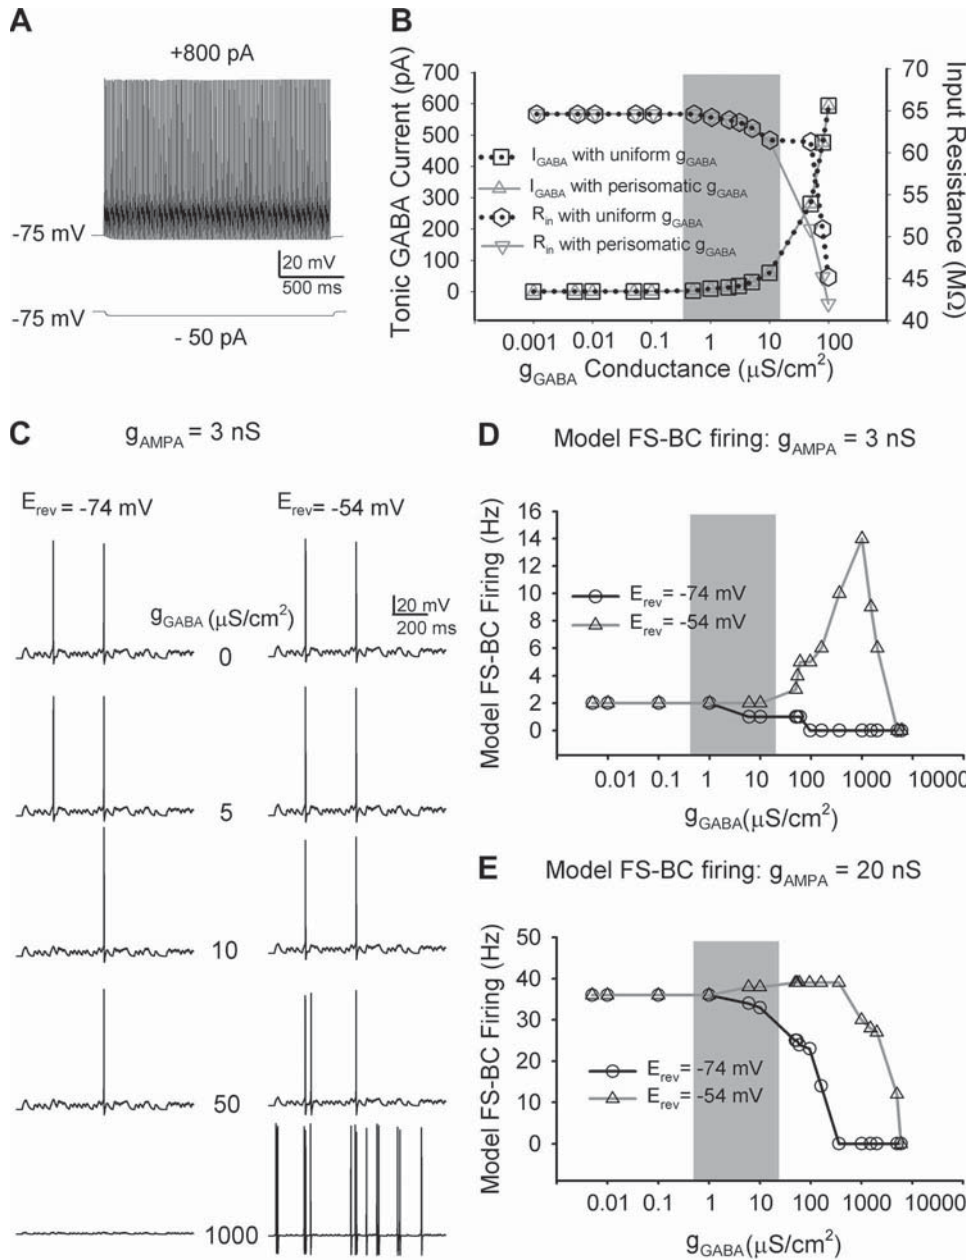 A
+800 pA
-75 mV
20 mV
500 ms
-75 mV
- 50 pA
B
Tonic GABA Current (pA)
700
600
500
400
300
200
100
0
I_GABA with uniform g_GABA
I_GABA with perisomatic g_GABA
R_in with uniform g_GABA
R_in with perisomatic g_GABA
70
65
60
55
50
45
40
Input Resistance (MΩ)
0.001 0.01 0.1 1 10 100
g_GABA Conductance (μS/cm²)
C
g_AMPA = 3 nS
E_rev = -74 mV
E_rev = -54 mV
g_GABA (μS/cm²)
20 mV
200 ms
0
5
10
50
1000
D
Model FS-BC firing: g_AMPA = 3 nS
Model FS-BC Firing (Hz)
16
14
12
10
8
6
4
2
0
E_rev = -74 mV
E_rev = -54 mV
0.01 0.1 1 10 100 1000 10000
g_GABA(μS/cm²)
E
Model FS-BC firing: g_AMPA = 20 nS
Model FS-BC Firing (Hz)
50
40
30
20
10
0
E_rev = -74 mV
E_rev = -54 mV
0.01 0.1 1 10 100 1000 10000
g_GABA(μS/cm²)